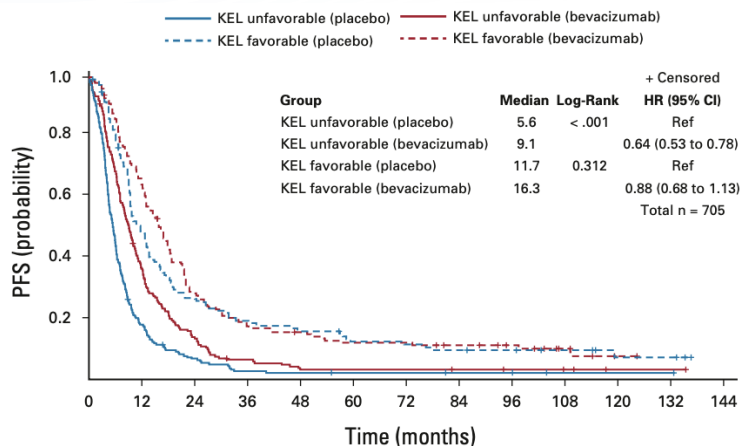 KEL unfavorable (placebo) KEL unfavorable (bevacizumab)
KEL favorable (placebo) KEL favorable (bevacizumab)
+ Censored
Group Median Log-Rank HR (95% CI)
KEL unfavorable (placebo) 5.6 < .001 Ref
KEL unfavorable (bevacizumab) 9.1 0.64 (0.53 to 0.78)
KEL favorable (placebo) 11.7 0.312 Ref
KEL favorable (bevacizumab) 16.3 0.88 (0.68 to 1.13)
Total n = 705
PFS (probability)
1.0
0.8
0.6
0.4
0.2
0 12 24 36 48 60 72 84 96 108 120 132 144
Time (months)